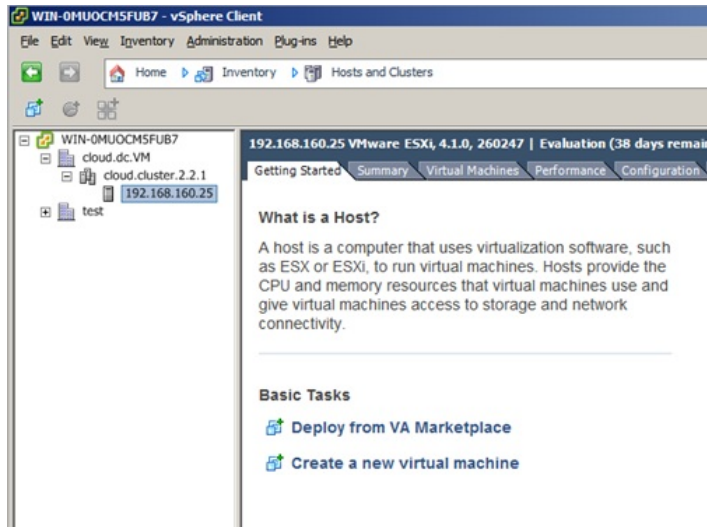 WIN-0MUOCM5FUB7 - vSphere Client
File Edit View Inventory Administration Plug-ins Help
Home Inventory Hosts and Clusters
WIN-0MUOCM5FUB7
cloud.dc.VM
cloud.cluster.2.2.1
192.168.160.25
test
192.168.160.25 VMware ESXi, 4.1.0, 260247 | Evaluation (38 days remai
Getting Started Summary Virtual Machines Performance Configuration
What is a Host?
A host is a computer that uses virtualization software, such
as ESX or ESXi, to run virtual machines. Hosts provide the
CPU and memory resources that virtual machines use and
give virtual machines access to storage and network
connectivity.
Basic Tasks
Deploy from VA Marketplace
Create a new virtual machine